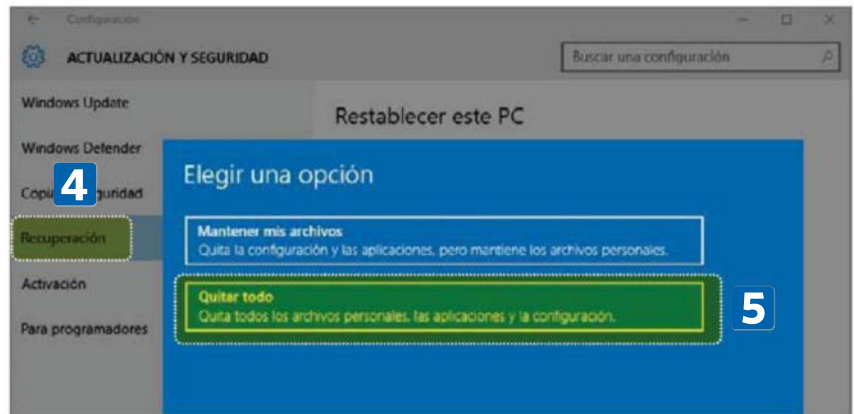 Configuración
ACTUALIZACIÓN Y SEGURIDAD
Buscar una configuración
Windows Update
Restablecer este PC
Windows Defender
Elegir una opción
4
Copia seguridad
Mantener mis archivos
Recuperación
Quita la configuración y las aplicaciones, pero mantiene los archivos personales.
Activación
Quitar todo
Quita todos los archivos personales, las aplicaciones y la configuración.
5
Para programadores